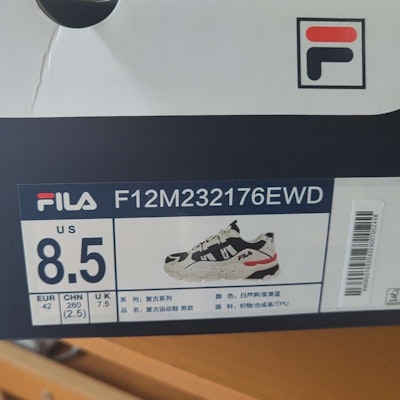 FILA F12M232176EWD
US
8.5
EUR CHN UK
42 260 7.5
(2.5)
系 列：复古系列 颜 色：白芦笋/浆果蓝
品 名：复古运动鞋 男款 面 料：织物/合成革/TPU